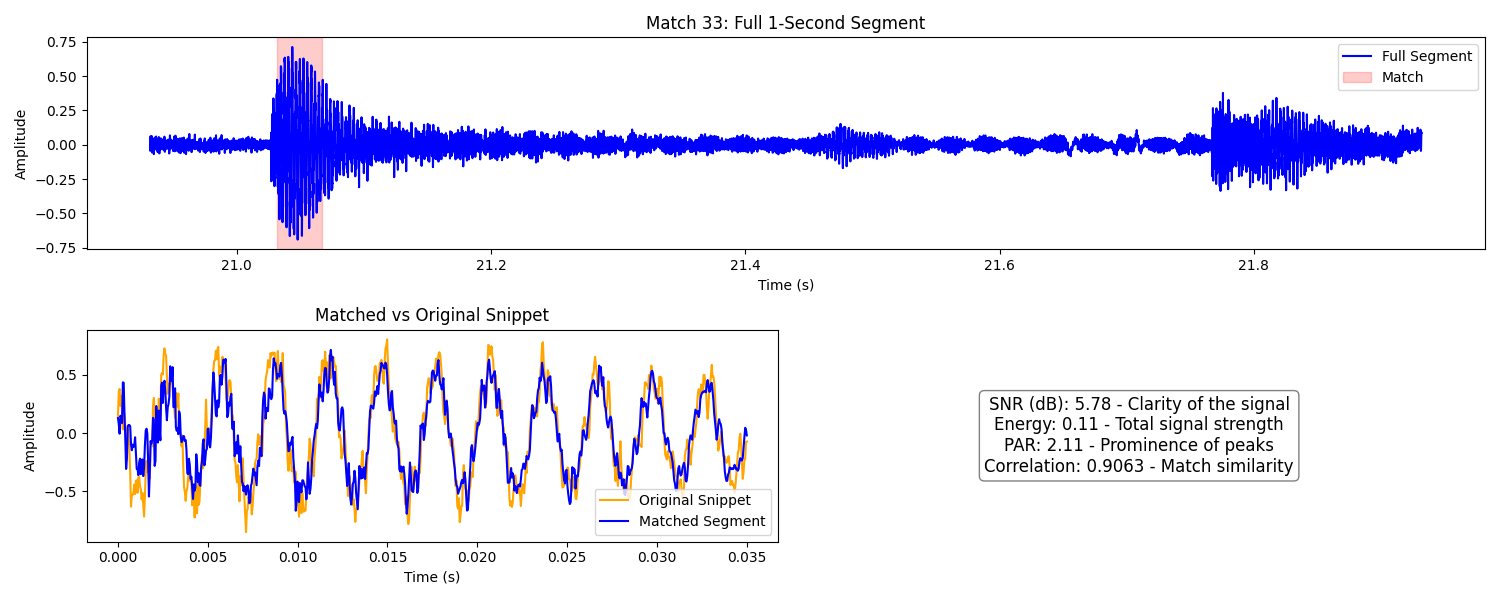 Match 33: Full 1-Second Segment
Amplitude
0.75
0.50
0.25
0.00
−0.25
−0.50
−0.75
Full Segment
Match
21.0 21.2 21.4 21.6 21.8
Time (s)
Matched vs Original Snippet
Amplitude
0.5
0.0
−0.5
Original Snippet
Matched Segment
0.000 0.005 0.010 0.015 0.020 0.025 0.030 0.035
Time (s)
SNR (dB): 5.78 - Clarity of the signal
Energy: 0.11 - Total signal strength
PAR: 2.11 - Prominence of peaks
Correlation: 0.9063 - Match similarity